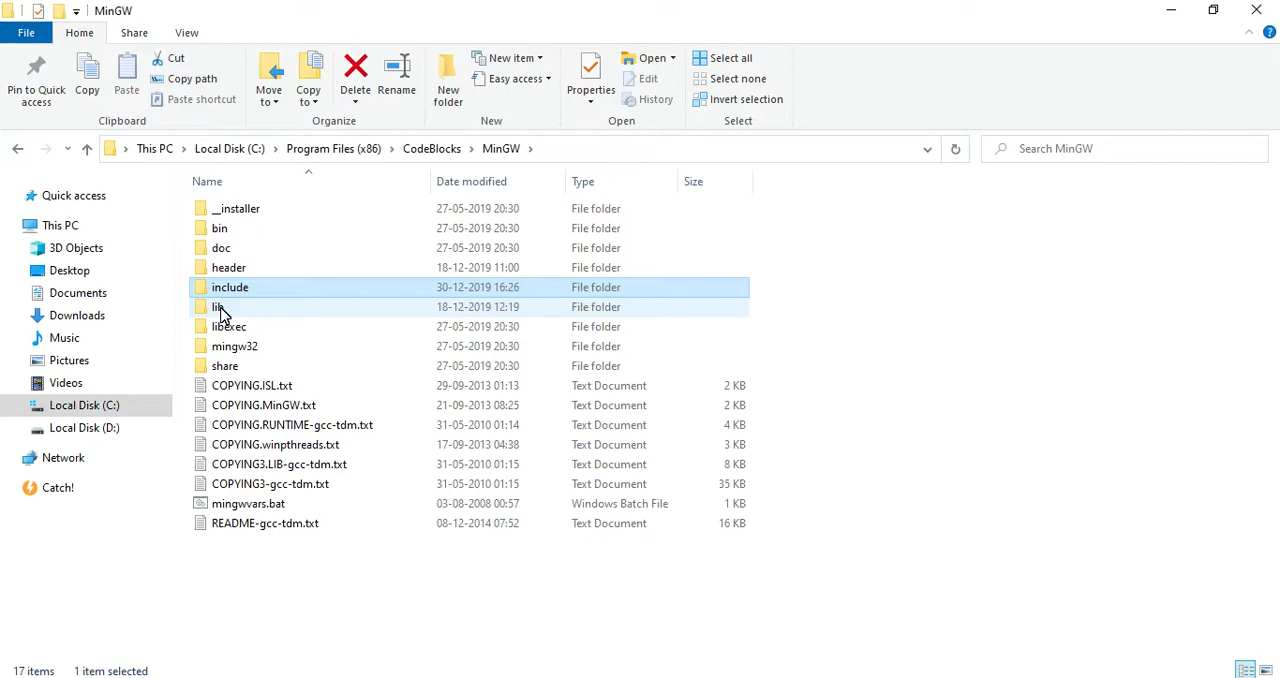 MinGW
File Home Share View
Pin to Quick access
Copy
Paste
Cut
Copy path
Paste shortcut
Clipboard
Move to
Copy to
Delete
Rename
Organize
New folder
New item
Easy access
New
Properties
Open
Edit
History
Open
Select all
Select none
Invert selection
Select
This PC > Local Disk (C:) > Program Files (x86) > CodeBlocks > MinGW >
Search MinGW
Quick access
This PC
3D Objects
Desktop
Documents
Downloads
Music
Pictures
Videos
Local Disk (C:)
Local Disk (D:)
Network
Catch!
Name Date modified Type Size
__installer 27-05-2019 20:30 File folder
bin 27-05-2019 20:30 File folder
doc 27-05-2019 20:30 File folder
header 18-12-2019 11:00 File folder
include 30-12-2019 16:26 File folder
lib 18-12-2019 12:19 File folder
libexec 27-05-2019 20:30 File folder
mingw32 27-05-2019 20:30 File folder
share 27-05-2019 20:30 File folder
COPYING.ISL.txt 29-09-2013 01:13 Text Document 2 KB
COPYING.MinGW.txt 21-09-2013 08:25 Text Document 2 KB
COPYING.RUNTIME-gcc-tdm.txt 31-05-2010 01:14 Text Document 4 KB
COPYING.winpthreads.txt 17-09-2013 04:38 Text Document 3 KB
COPYING3.LIB-gcc-tdm.txt 31-05-2010 01:15 Text Document 8 KB
COPYING3-gcc-tdm.txt 31-05-2010 01:15 Text Document 35 KB
mingwvars.bat 03-08-2008 00:57 Windows Batch File 1 KB
README-gcc-tdm.txt 08-12-2014 07:52 Text Document 16 KB
17 items 1 item selected